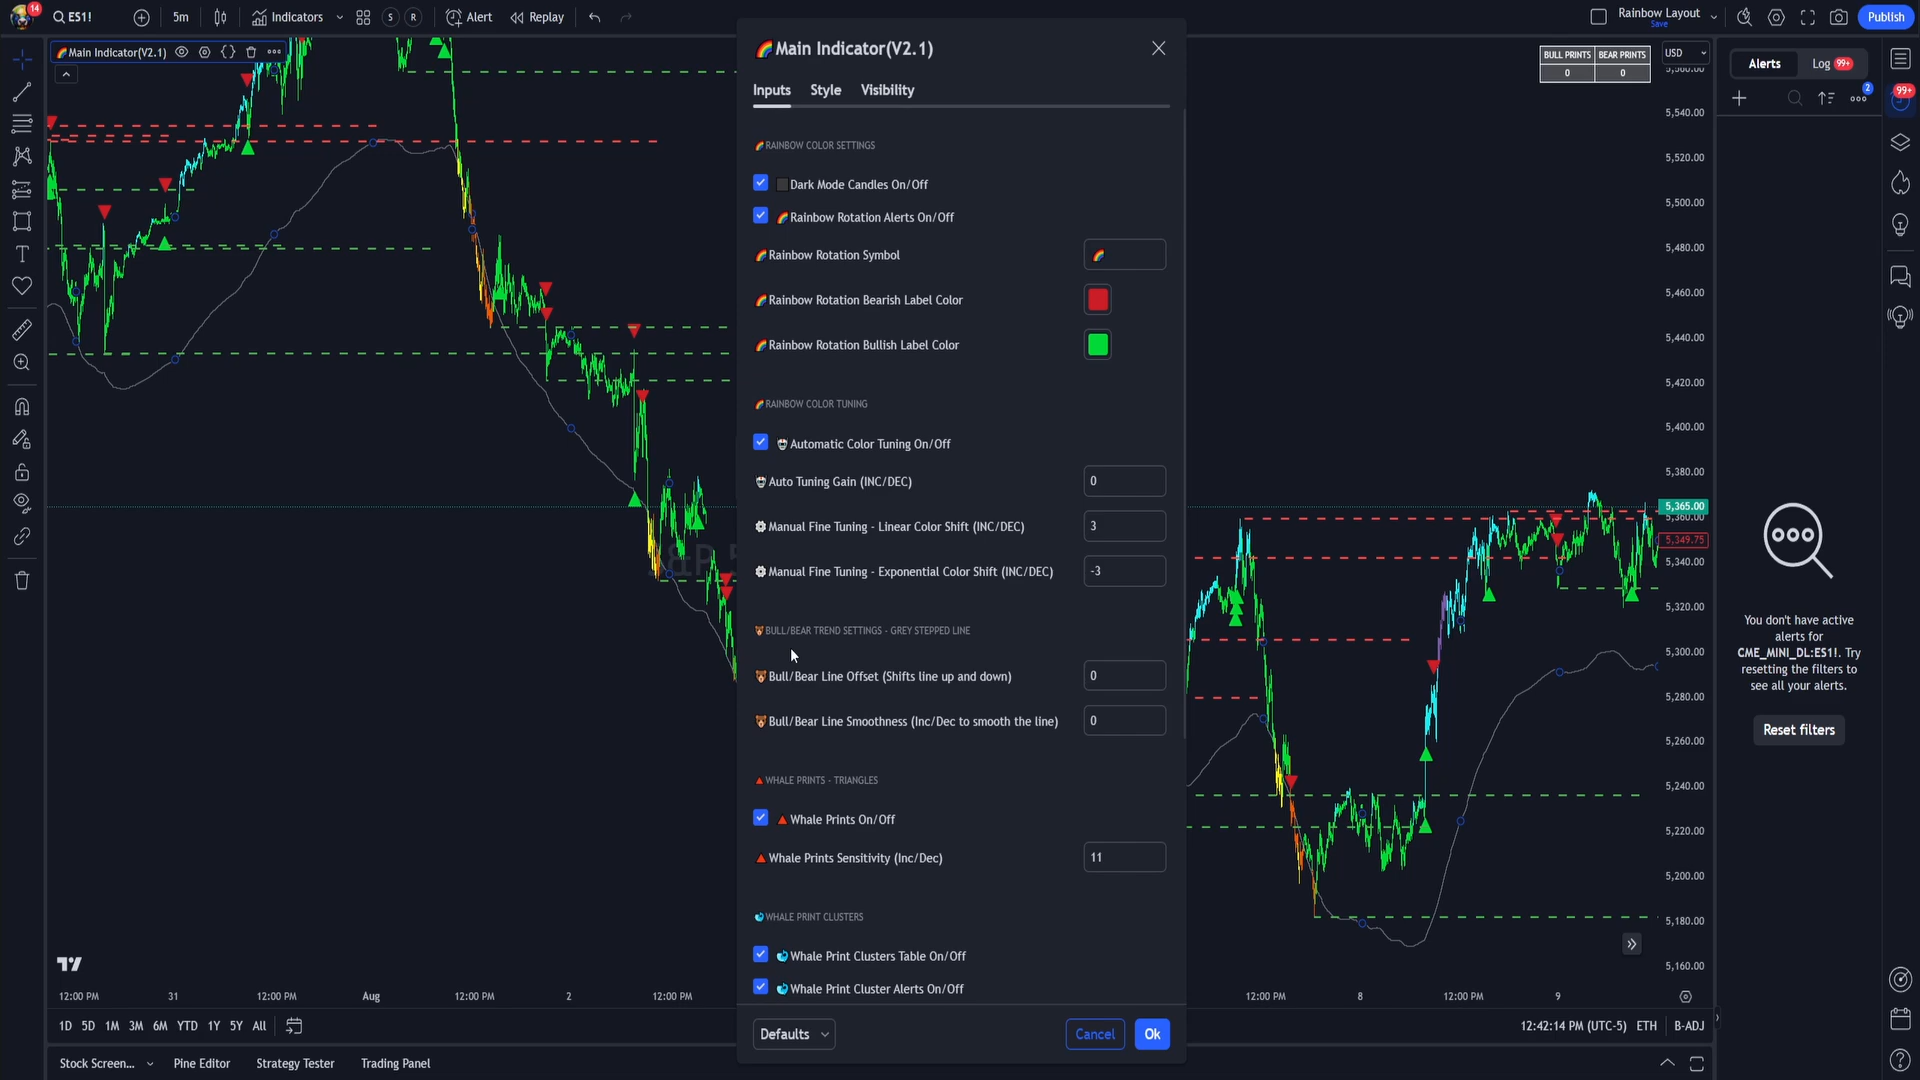 14
ES1!
5m
Indicators
S
R
Alert
Replay
Rainbow Layout
Save
Publish
Main Indicator(V2.1)
BULL PRINTS
BEAR PRINTS
0
0
USD
Alerts
Log
99+
99+
2
Main Indicator(V2.1)
Inputs
Style
Visibility
RAINBOW COLOR SETTINGS
Dark Mode Candles On/Off
Rainbow Rotation Alerts On/Off
Rainbow Rotation Symbol
Rainbow Rotation Bearish Label Color
Rainbow Rotation Bullish Label Color
RAINBOW COLOR TUNING
Automatic Color Tuning On/Off
Auto Tuning Gain (INC/DEC)
0
Manual Fine Tuning - Linear Color Shift (INC/DEC)
3
Manual Fine Tuning - Exponential Color Shift (INC/DEC)
-3
BULL/BEAR TREND SETTINGS - GREY STEPPED LINE
Bull/Bear Line Offset (Shifts line up and down)
0
Bull/Bear Line Smoothness (Inc/Dec to smooth the line)
0
WHALE PRINTS - TRIANGLES
Whale Prints On/Off
Whale Prints Sensitivity (Inc/Dec)
11
WHALE PRINT CLUSTERS
Whale Print Clusters Table On/Off
Whale Print Cluster Alerts On/Off
Defaults
Cancel
Ok
5,540.00
5,520.00
5,500.00
5,480.00
5,460.00
5,440.00
5,420.00
5,400.00
5,380.00
5,365.00
5,360.00
5,349.75
5,340.00
5,320.00
5,300.00
5,280.00
5,260.00
5,240.00
5,220.00
5,200.00
5,180.00
5,160.00
You don't have active
alerts for
CME_MINI_DL:ES1!. Try
resetting the filters to
see all your alerts.
Reset filters
12:00 PM
31
12:00 PM
Aug
12:00 PM
2
12:00 PM
12:00 PM
8
12:00 PM
9
1D
5D
1M
3M
6M
YTD
1Y
5Y
All
12:42:14 PM (UTC-5)
ETH
B-ADJ
Stock Screen...
Pine Editor
Strategy Tester
Trading Panel